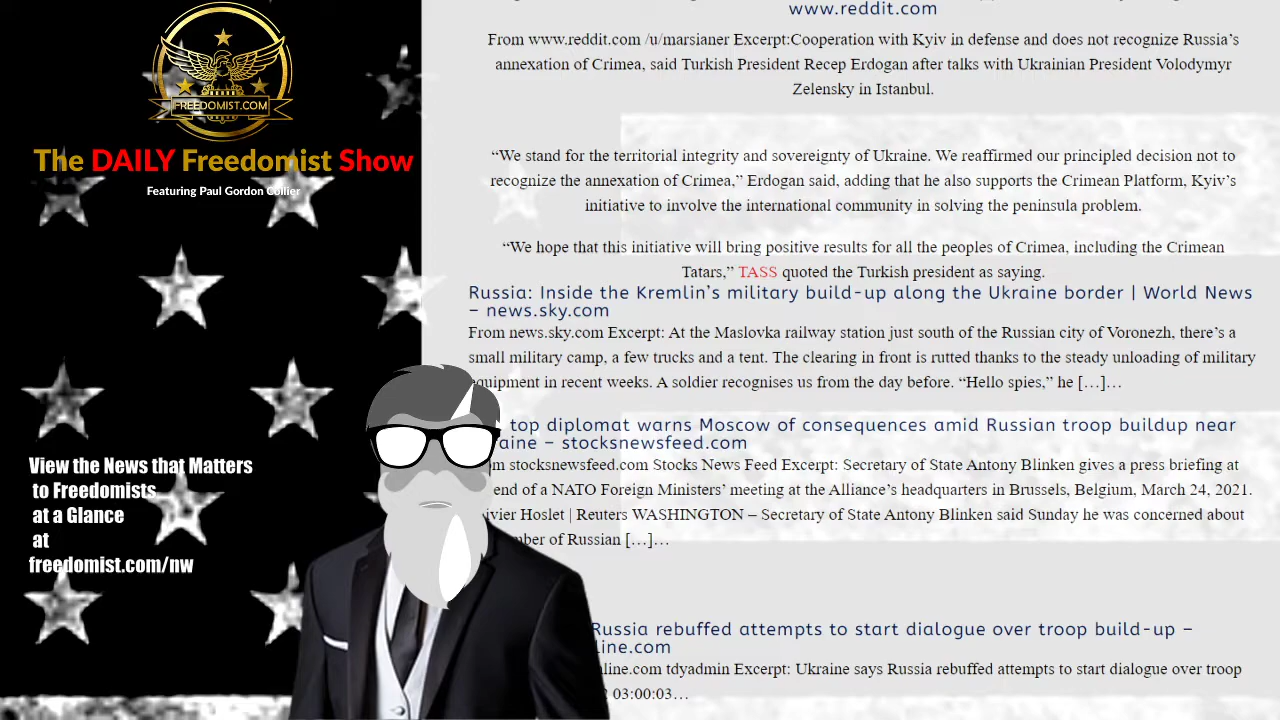 FREEDOMIST.COM
The DAILY Freedomist Show
Featuring Paul Gordon Collier
View the News that Matters
to Freedomists
at a Glance
at
freedomist.com/nw
www.reddit.com
From www.reddit.com /u/marsianer Excerpt:Cooperation with Kyiv in defense and does not recognize Russia’s
annexation of Crimea, said Turkish President Recep Erdogan after talks with Ukrainian President Volodymyr
Zelensky in Istanbul.
“We stand for the territorial integrity and sovereignty of Ukraine. We reaffirmed our principled decision not to
recognize the annexation of Crimea,” Erdogan said, adding that he also supports the Crimean Platform, Kyiv’s
initiative to involve the international community in solving the peninsula problem.
“We hope that this initiative will bring positive results for all the peoples of Crimea, including the Crimean
Tatars,” TASS quoted the Turkish president as saying.
Russia: Inside the Kremlin’s military build-up along the Ukraine border | World News
– news.sky.com
From news.sky.com Excerpt: At the Maslovka railway station just south of the Russian city of Voronezh, there’s a
small military camp, a few trucks and a tent. The clearing in front is rutted thanks to the steady unloading of military
equipment in recent weeks. A soldier recognises us from the day before. “Hello spies,” he […]…
top diplomat warns Moscow of consequences amid Russian troop buildup near
aine – stocksnewsfeed.com
m stocksnewsfeed.com Stocks News Feed Excerpt: Secretary of State Antony Blinken gives a press briefing at
end of a NATO Foreign Ministers’ meeting at the Alliance’s headquarters in Brussels, Belgium, March 24, 2021.
ivier Hoslet | Reuters WASHINGTON – Secretary of State Antony Blinken said Sunday he was concerned about
mber of Russian […]…
Russia rebuffed attempts to start dialogue over troop build-up –
line.com
line.com tdyadmin Excerpt: Ukraine says Russia rebuffed attempts to start dialogue over troop
03:00:03…